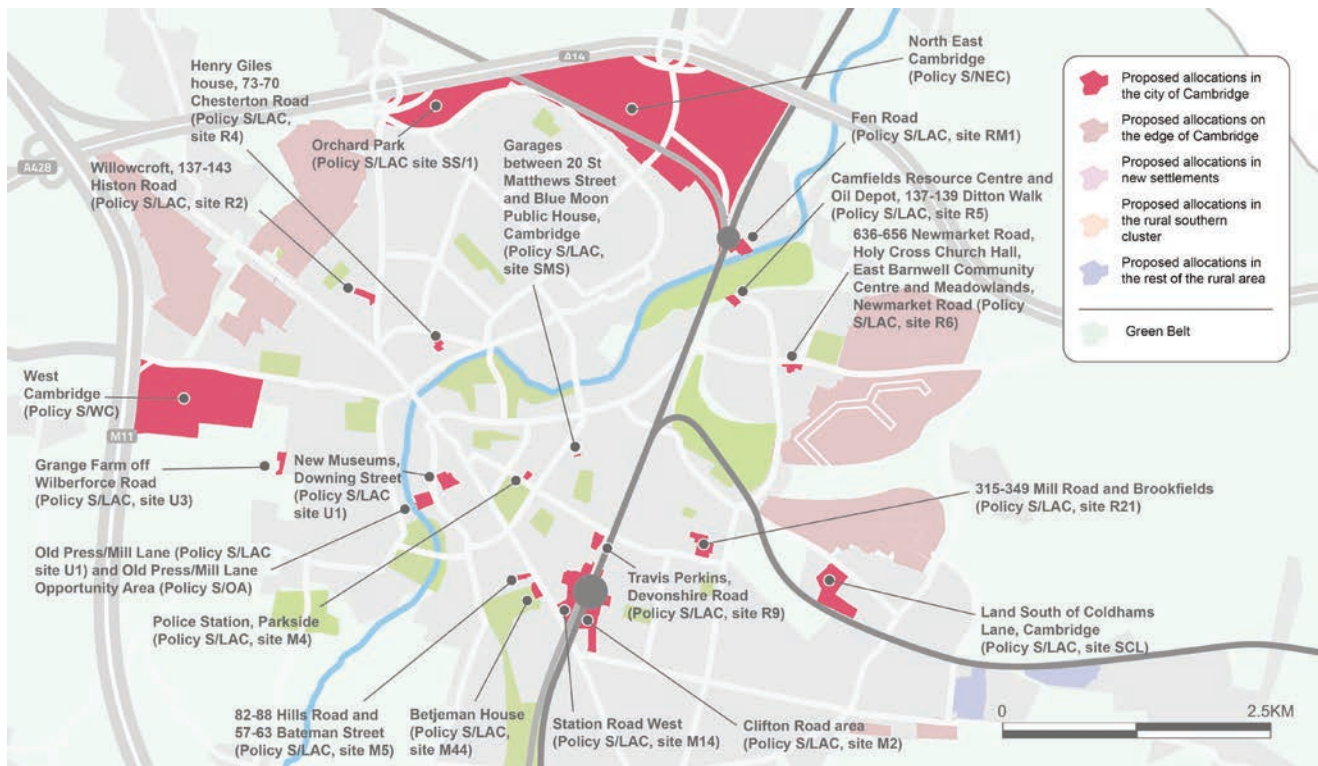 A14
A428
M11
North East
Cambridge
(Policy S/NEC)
Henry Giles
house, 73-70
Chesterton Road
(Policy S/LAC,
site R4)
Orchard Park
(Policy S/LAC site SS/1)
Garages
between 20 St
Matthews Street
and Blue Moon
Public House,
Cambridge
(Policy S/LAC,
site SMS)
Fen Road
(Policy S/LAC, site RM1)
Willowcroft, 137-143
Histon Road
(Policy S/LAC, site R2)
Camfields Resource Centre and
Oil Depot, 137-139 Ditton Walk
(Policy S/LAC, site R5)
636-656 Newmarket Road,
Holy Cross Church Hall,
East Barnwell Community
Centre and Meadowlands,
Newmarket Road (Policy
S/LAC, site R6)
West
Cambridge
(Policy S/WC)
Grange Farm off
Wilberforce Road
(Policy S/LAC, site U3)
New Museums,
Downing Street
(Policy S/LAC
site U1)
315-349 Mill Road and Brookfields
(Policy S/LAC, site R21)
Old Press/Mill Lane (Policy S/LAC
site U1) and Old Press/Mill Lane
Opportunity Area (Policy S/OA)
Travis Perkins,
Devonshire Road
(Policy S/LAC, site R9)
Police Station, Parkside
(Policy S/LAC, site M4)
Land South of Coldhams
Lane, Cambridge
(Policy S/LAC, site SCL)
82-88 Hills Road and
57-63 Bateman Street
(Policy S/LAC, site M5)
Betjeman House
(Policy S/LAC,
site M44)
Station Road West
(Policy S/LAC, site M14)
Clifton Road area
(Policy S/LAC, site M2)
Proposed allocations in
the city of Cambridge
Proposed allocations on
the edge of Cambridge
Proposed allocations in
new settlements
Proposed allocations in
the rural southern
cluster
Proposed allocations in
the rest of the rural area
Green Belt
0
2.5KM